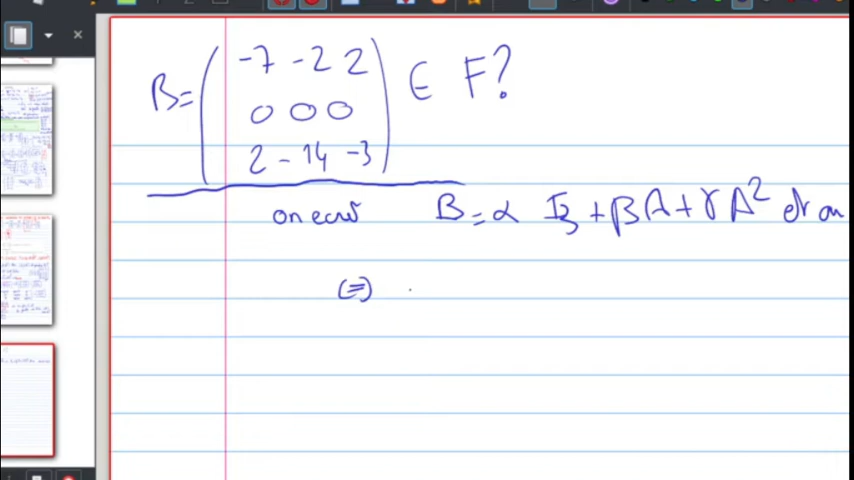 B = ( -7 -2 2
0 0 0
2 -14 -3 ) ∈ F?
on écrit B = α I₃ + βA + γA² et on
(=)